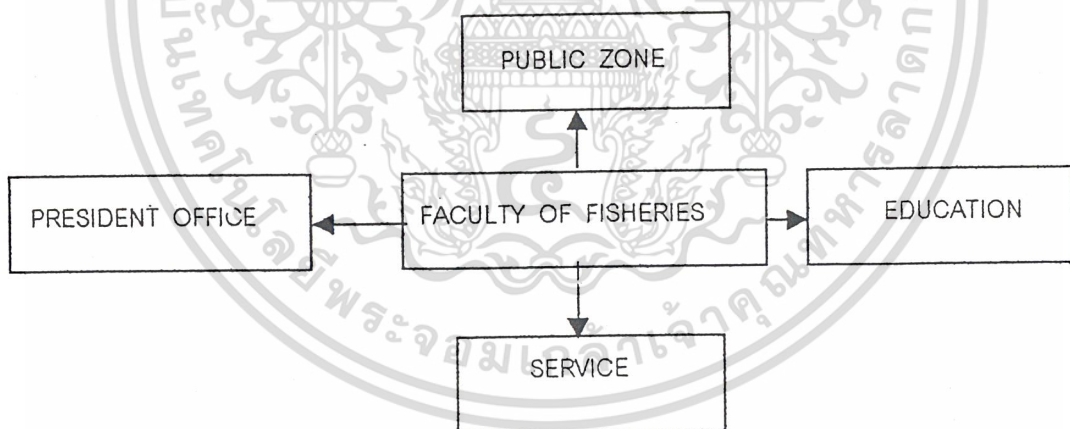 PUBLIC ZONE
PRESIDENT OFFICE
FACULTY OF FISHERIES
EDUCATION
SERVICE